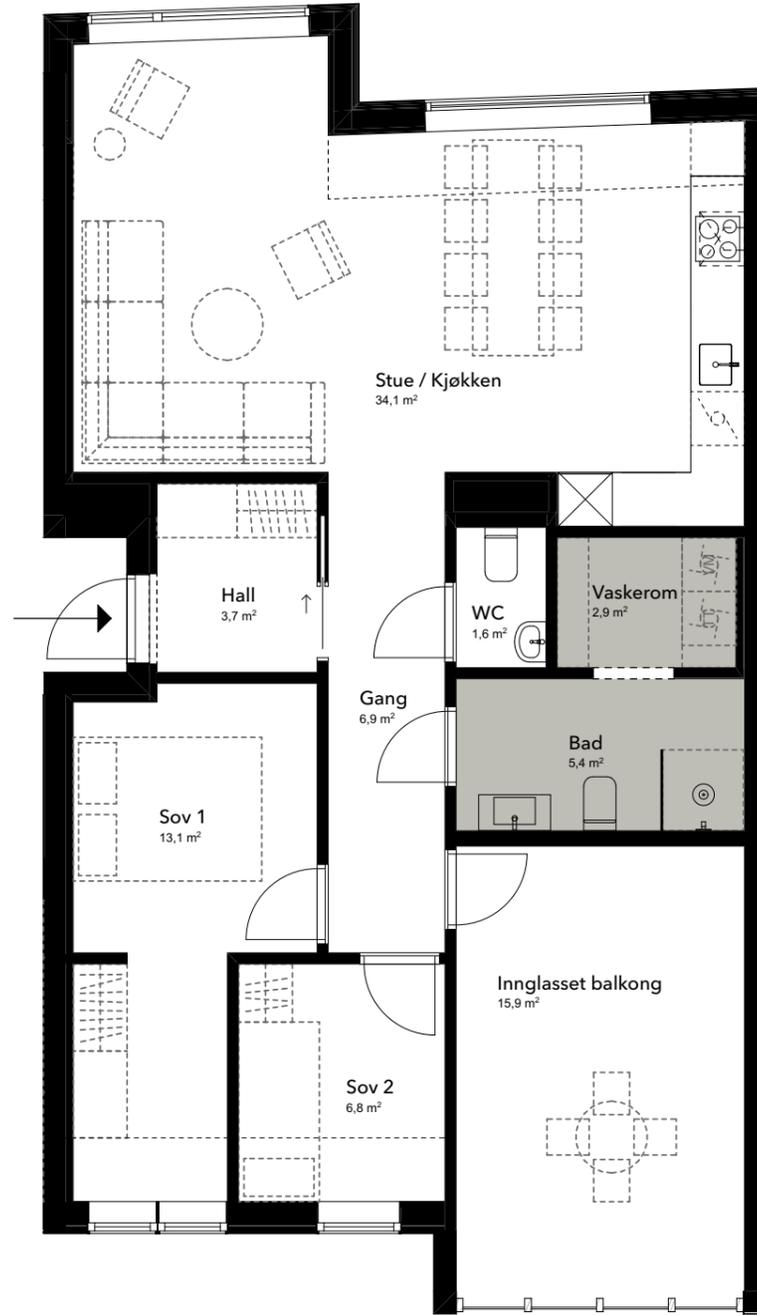 Stue / Kjøkken
34,1 m²
Hall
3,7 m²
WC
1,6 m²
Vaskerom
2,9 m²
VM
TT
Gang
6,9 m²
Bad
5,4 m²
Sov 1
13,1 m²
Innglasset balkong
15,9 m²
Sov 2
6,8 m²